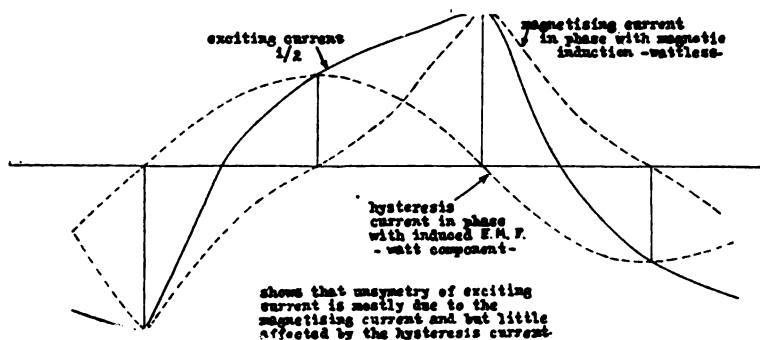 exciting current
1/2
magnetising current
in phase with magnetic
induction -wattless-
hysteresis
current in phase
with induced E.M.F.
- watt component-
shows that unsymetry of exciting
current is mostly due to the
magnetising current and but little
affected by the hysteresis current-